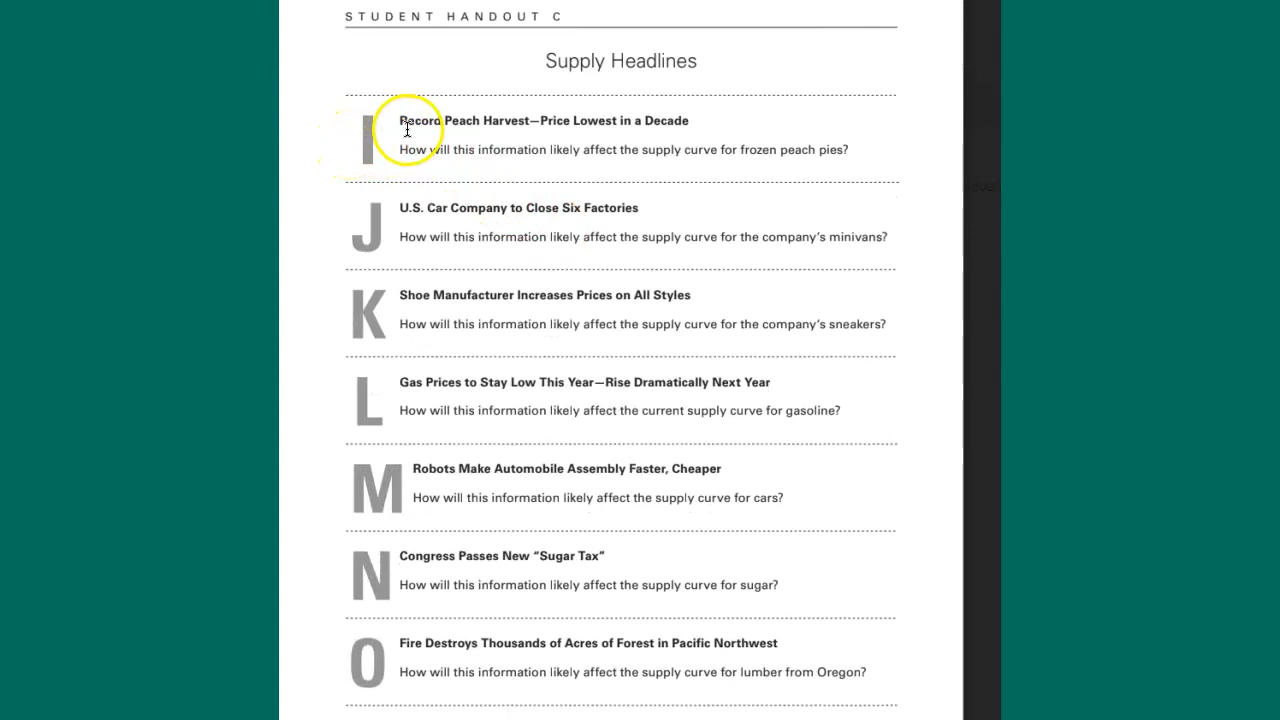 STUDENT HANDOUT C
Supply Headlines
I
Record Peach Harvest—Price Lowest in a Decade
How will this information likely affect the supply curve for frozen peach pies?
J
U.S. Car Company to Close Six Factories
How will this information likely affect the supply curve for the company's minivans?
K
Shoe Manufacturer Increases Prices on All Styles
How will this information likely affect the supply curve for the company's sneakers?
L
Gas Prices to Stay Low This Year—Rise Dramatically Next Year
How will this information likely affect the current supply curve for gasoline?
M
Robots Make Automobile Assembly Faster, Cheaper
How will this information likely affect the supply curve for cars?
N
Congress Passes New “Sugar Tax”
How will this information likely affect the supply curve for sugar?
O
Fire Destroys Thousands of Acres of Forest in Pacific Northwest
How will this information likely affect the supply curve for lumber from Oregon?